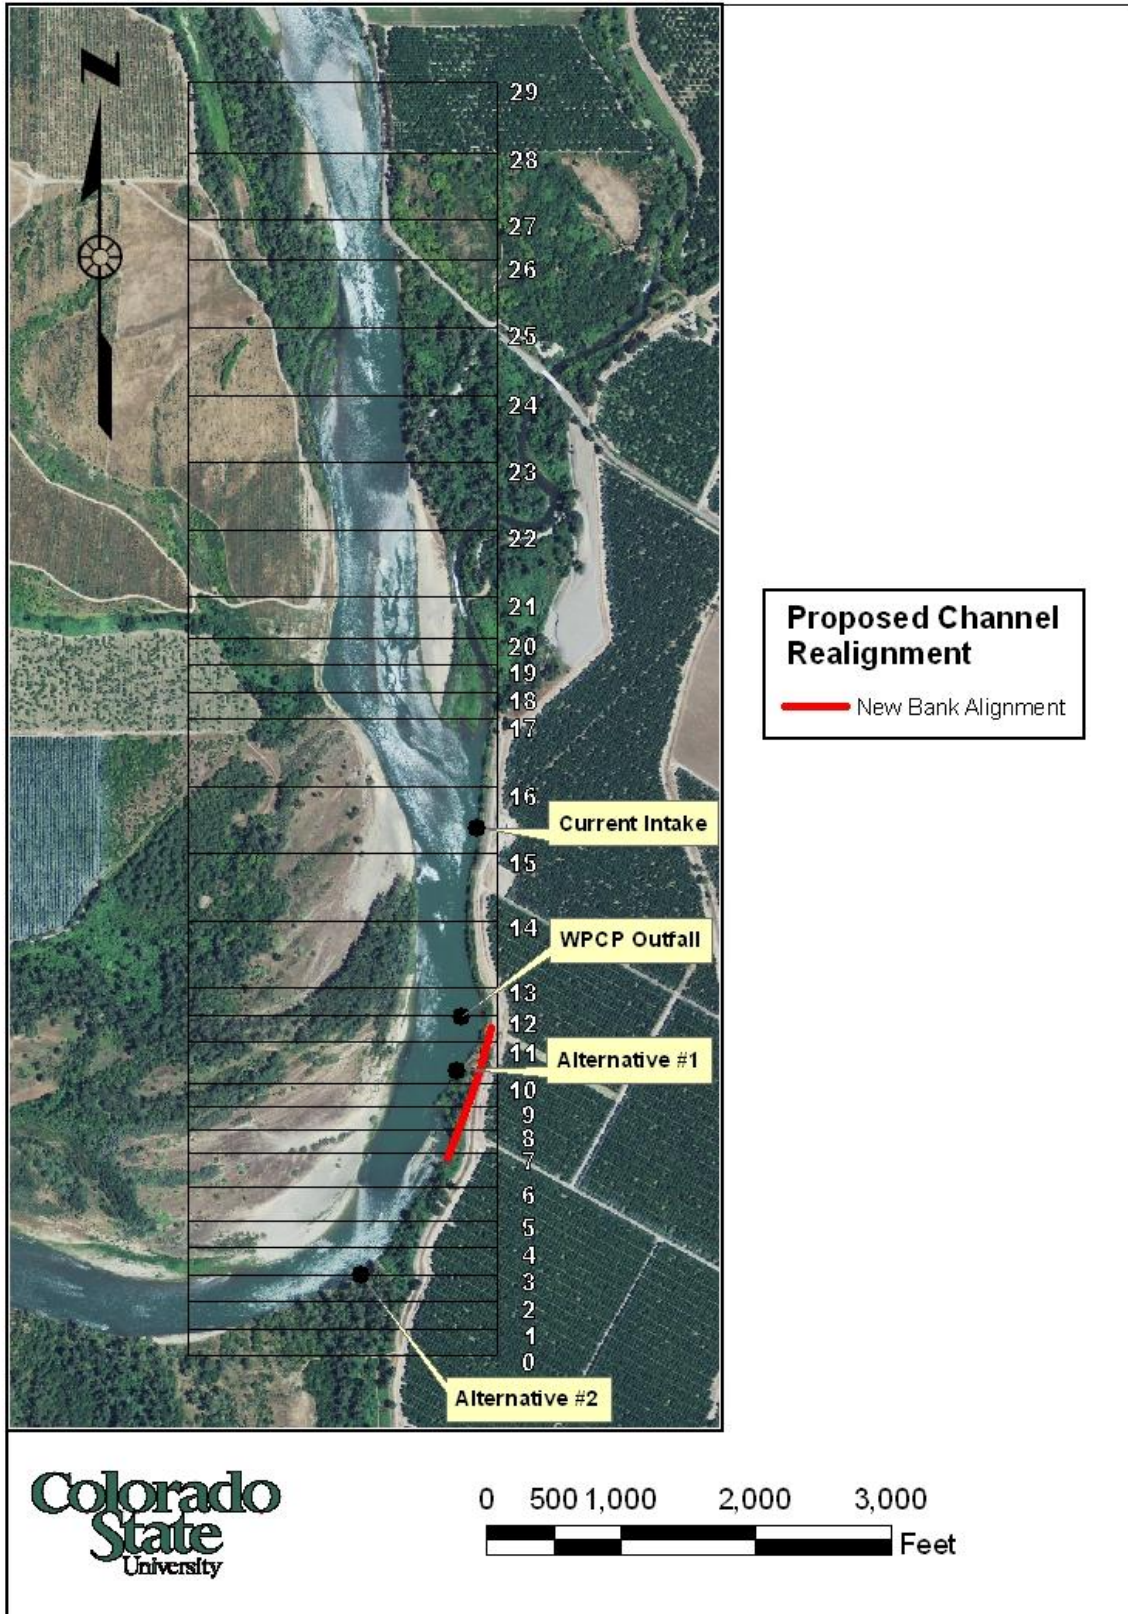 N
29
28
27
26
25
24
23
22
21
20
19
18
17
16
Current Intake
15
WPCP Outfall
14
13
12
11
Alternative #1
10
9
8
7
6
5
4
3
2
1
0
Alternative #2
Proposed Channel
Realignment
New Bank Alignment
Colorado
State
University
0 500 1,000 2,000 3,000
Feet